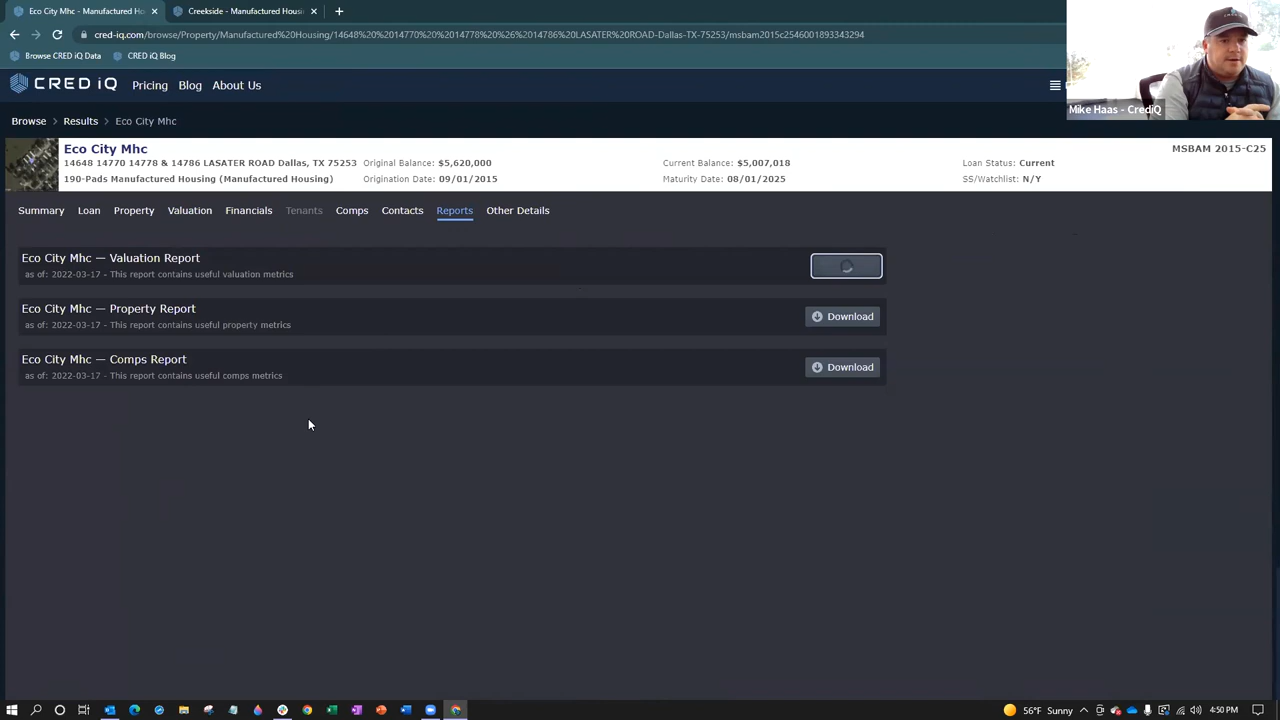 Eco City Mhc - Manufactured Ho
Creekside - Manufactured Housi
cred-iq.com/browse/Property/Manufactured%20Housing/14648%20%2014770%20%2014778%20%26%2014786%20LASATER%20ROAD-Dallas-TX-75253/msbam2015c2546001893343294
Browse CRED iQ Data
CRED iQ Blog
CRED iQ
Pricing Blog About Us
Mike Haas - CrediQ
Browse Results Eco City Mhc
Eco City Mhc
MSBAM 2015-C25
14648 14770 14778 & 14786 LASATER ROAD Dallas, TX 75253 Original Balance: $5,620,000 Current Balance: $5,007,018 Loan Status: Current
190-Pads Manufactured Housing (Manufactured Housing) Origination Date: 09/01/2015 Maturity Date: 08/01/2025 SS/Watchlist: N/Y
Summary Loan Property Valuation Financials Tenants Comps Contacts Reports Other Details
Eco City Mhc — Valuation Report
as of: 2022-03-17 - This report contains useful valuation metrics
Eco City Mhc — Property Report
as of: 2022-03-17 - This report contains useful property metrics
Download
Eco City Mhc — Comps Report
as of: 2022-03-17 - This report contains useful comps metrics
Download
56°F Sunny
4:50 PM